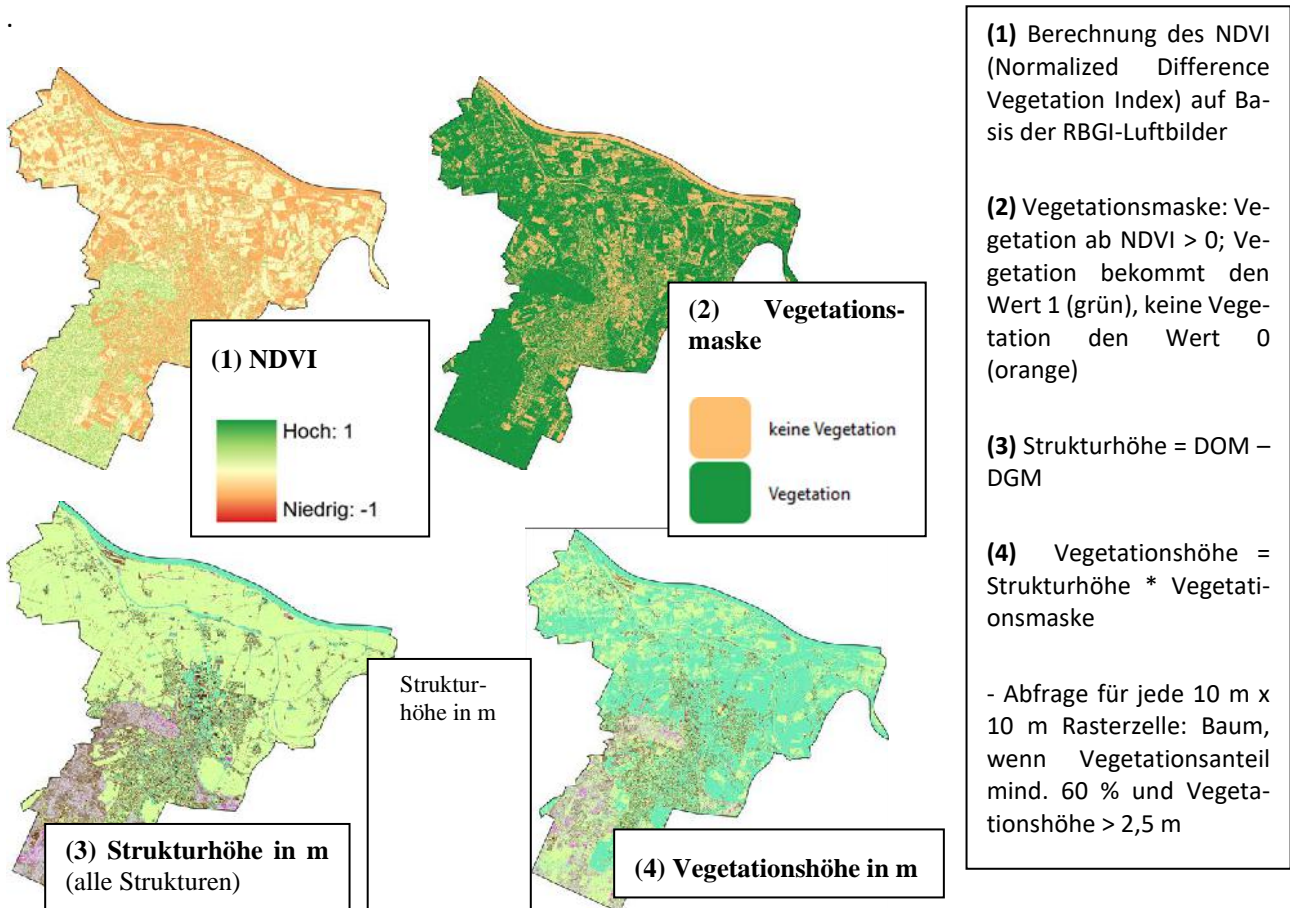 .
(1) NDVI
Hoch: 1
Niedrig: -1
(2) Vegetations-
maske
keine Vegetation
Vegetation
(3) Strukturhöhe in m
(alle Strukturen)
Struktur-
höhe in m
(4) Vegetationshöhe in m
(1) Berechnung des NDVI
(Normalized Difference
Vegetation Index) auf Ba-
sis der RBGI-Luftbilder
(2) Vegetationsmaske: Ve-
getation ab NDVI > 0; Ve-
getation bekommt den
Wert 1 (grün), keine Vege-
tation den Wert 0
(orange)
(3) Strukturhöhe = DOM –
DGM
(4) Vegetationshöhe =
Strukturhöhe * Vegetati-
onsmaske
- Abfrage für jede 10 m x
10 m Rasterzelle: Baum,
wenn Vegetationsanteil
mind. 60 % und Vegeta-
tionshöhe > 2,5 m